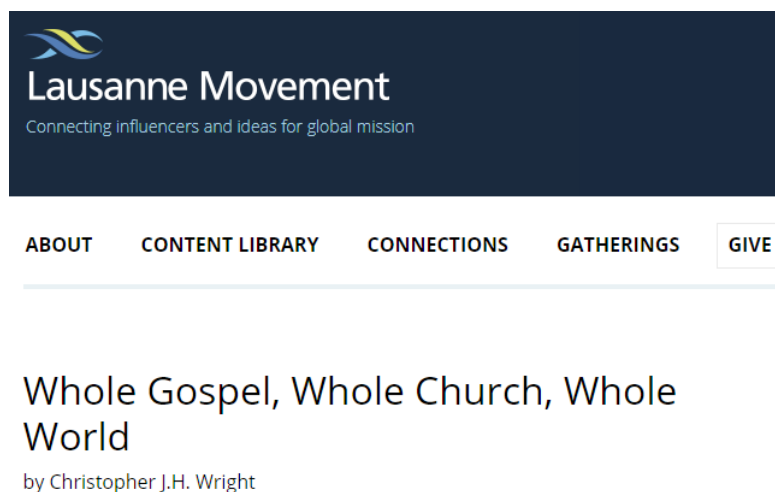 Lausanne Movement
Connecting influencers and ideas for global mission
ABOUT CONTENT LIBRARY CONNECTIONS GATHERINGS GIVE
Whole Gospel, Whole Church, Whole
World
by Christopher J.H. Wright